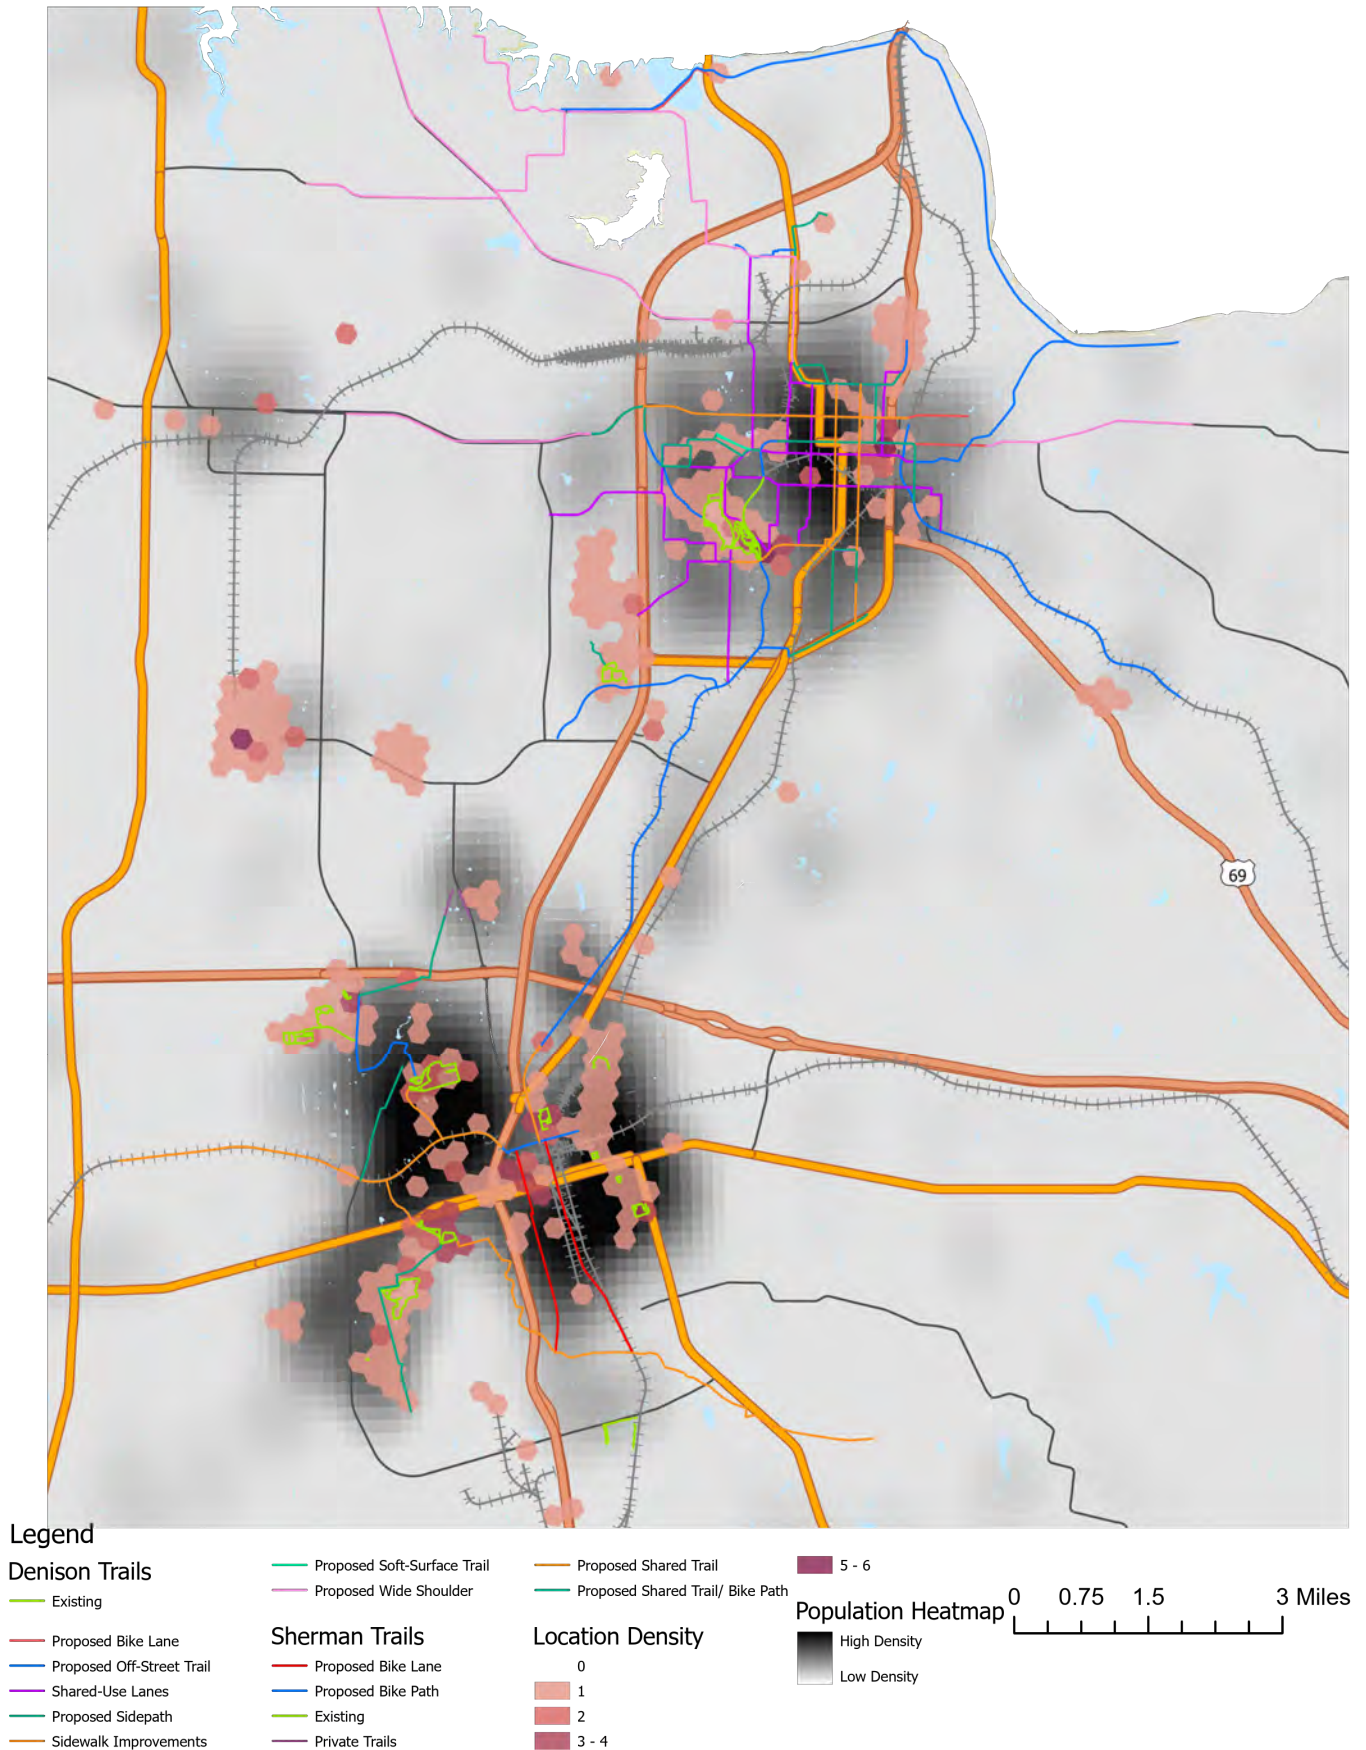 69
Legend
Denison Trails
Existing
Proposed Bike Lane
Proposed Off-Street Trail
Shared-Use Lanes
Proposed Sidepath
Sidewalk Improvements
Proposed Soft-Surface Trail
Proposed Wide Shoulder
Sherman Trails
Proposed Bike Lane
Proposed Bike Path
Existing
Private Trails
Proposed Shared Trail
Proposed Shared Trail/ Bike Path
Location Density
0
1
2
3 - 4
5 - 6
Population Heatmap
High Density
Low Density
0 0.75 1.5 3 Miles